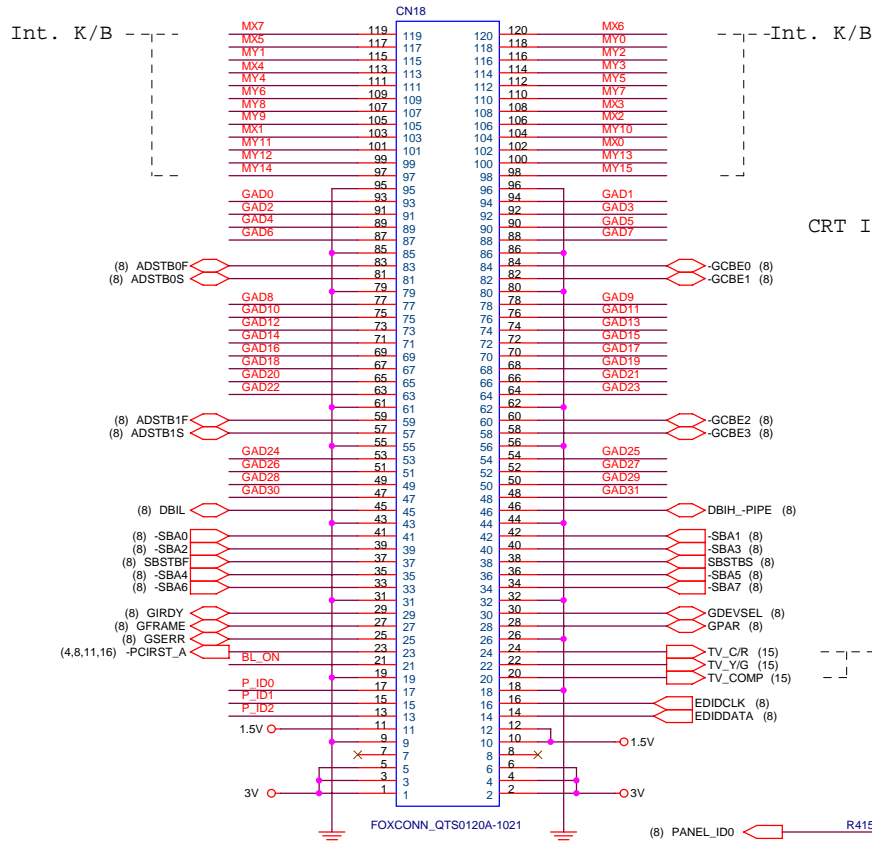 CN18
Int. K/B MX7 119 119 120 120 MX6 Int. K/B
MX5 117 117 118 118 MY0
MY1 115 115 116 116 MY2
MX4 113 113 114 114 MY3
MY4 111 111 112 112 MY5
MY6 109 109 110 110 MY7
MY8 107 107 108 108 MX3
MY9 105 105 106 106 MX2
MX1 103 103 104 104 MY10
MY11 101 101 102 102 MX0
MY12 99 99 100 100 MY13
MY14 97 97 98 98 MY15
95 95 96 96
GAD0 93 93 94 94 GAD1
GAD2 91 91 92 92 GAD3
GAD4 89 89 90 90 GAD5
GAD6 87 87 88 88 GAD7
CRT I
85 85 86 86
(8) ADSTB0F 83 83 84 84 -GCBE0 (8)
(8) ADSTB0S 81 81 82 82 -GCBE1 (8)
79 79 80 80
GAD8 77 77 78 78 GAD9
GAD10 75 75 76 76 GAD11
GAD12 73 73 74 74 GAD13
GAD14 71 71 72 72 GAD15
GAD16 69 69 70 70 GAD17
GAD18 67 67 68 68 GAD19
GAD20 65 65 66 66 GAD21
GAD22 63 63 64 64 GAD23
61 61 62 62
(8) ADSTB1F 59 59 60 60 -GCBE2 (8)
(8) ADSTB1S 57 57 58 58 -GCBE3 (8)
55 55 56 56
GAD24 53 53 54 54 GAD25
GAD26 51 51 52 52 GAD27
GAD28 49 49 50 50 GAD29
GAD30 47 47 48 48 GAD31
(8) DBIL 45 45 46 46 DBIH_-PIPE (8)
43 43 44 44
(8) -SBA0 41 41 42 42 -SBA1 (8)
(8) -SBA2 39 39 40 40 -SBA3 (8)
(8) SBSTBF 37 37 38 38 SBSTBS (8)
(8) -SBA4 35 35 36 36 -SBA5 (8)
(8) -SBA6 33 33 34 34 -SBA7 (8)
31 31 32 32
(8) GIRDY 29 29 30 30 GDEVSEL (8)
(8) GFRAME 27 27 28 28 GPAR (8)
(8) GSERR 25 25 26 26
(4,8,11,16) -PCIRST_A 23 23 24 24 TV_C/R (15)
BL_ON 21 21 22 22 TV_Y/G (15)
19 19 20 20 TV_COMP (15)
P_ID0 17 17 18 18
P_ID1 15 15 16 16 EDIDCLK (8)
P_ID2 13 13 14 14 EDIDDATA (8)
1.5V 11 11 12 12
9 9 10 10 1.5V
7 7 8 8
5 5 6 6
3 3 4 4
3V 1 1 2 2 3V
FOXCONN_QTS0120A-1021
(8) PANEL_ID0 R415